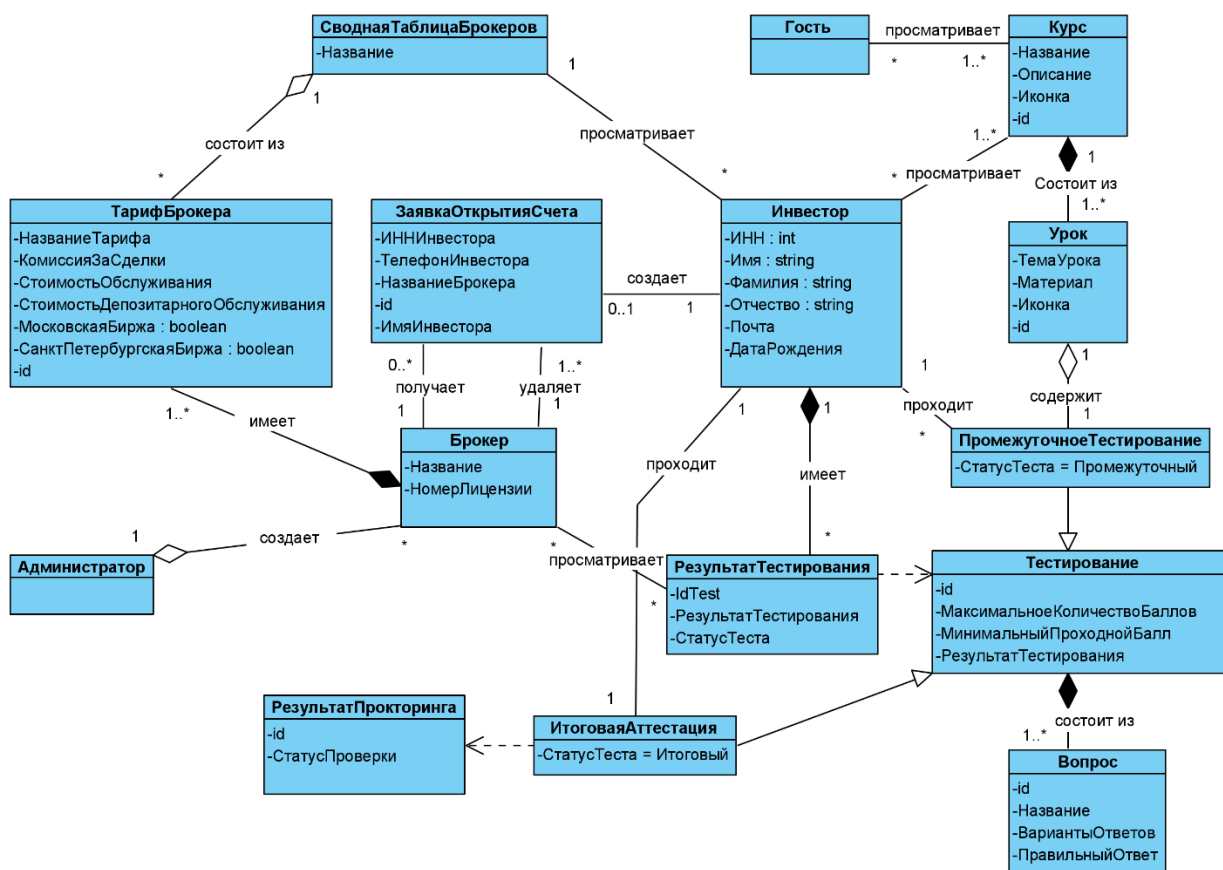 СводнаяТаблицаБрокеров
-Название
Гость
просматривает
*
1..*
Курс
-Название
-Описание
-Иконка
-id
1
состоит из
*
1
просматривает
*
1..*
просматривает
*
1
Состоит из
1..*
ТарифБрокера
-НазваниеТарифа
-КомиссияЗаСделки
-СтоимостьОбслуживания
-СтоимостьДепозитарногоОбслуживания
-МосковскаяБиржа : boolean
-СанктПетербургскаяБиржа : boolean
-id
ЗаявкаОткрытияСчета
-ИННИнвестора
-ТелефонИнвестора
-НазваниеБрокера
-id
-ИмяИнвестора
создает
0..1
1
Инвестор
-ИНН : int
-Имя : string
-Фамилия : string
-Отчество : string
-Почта
-ДатаРождения
Урок
-ТемаУрока
-Материал
-Иконка
-id
0..*
получает
1
1..*
удаляет
1
1
проходит
*
1
содержит
1
1..*
имеет
Брокер
-Название
-НомерЛицензии
1
проходит
1
1
имеет
*
ПромежуточноеТестирование
-СтатусТеста = Промежуточный
1
создает
*
*
просматривает
*
Администратор
РезультатТестирования
-IdTest
-РезультатТестирования
-СтатусТеста
Тестирование
-id
-МаксимальноеКоличествоБаллов
-МинимальныйПроходнойБалл
-РезультатТестирования
РезультатПрокторинга
-id
-СтатусПроверки
ИтоговаяАттестация
-СтатусТеста = Итоговый
состоит из
1..*
Вопрос
-id
-Название
-ВариантыОтветов
-ПравильныйОтвет